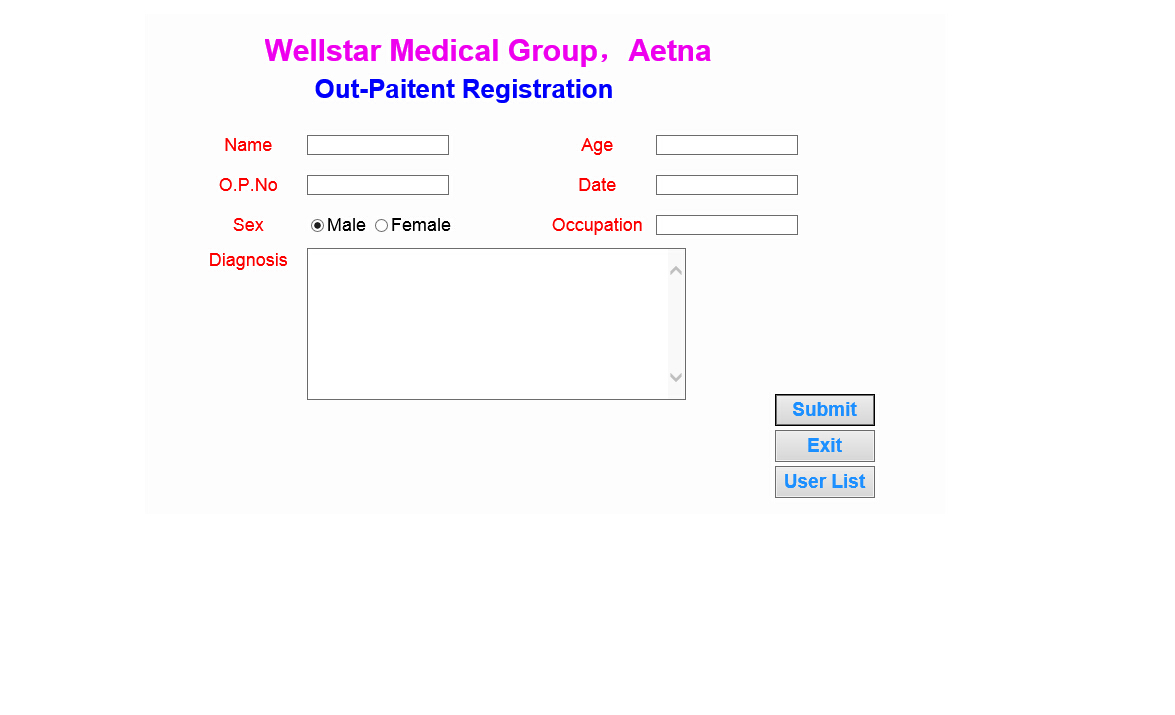 Wellstar Medical Group，Aetna
Out-Paitent Registration
Name Age
O.P.No Date
Sex Male Female Occupation
Diagnosis
Submit
Exit
User List